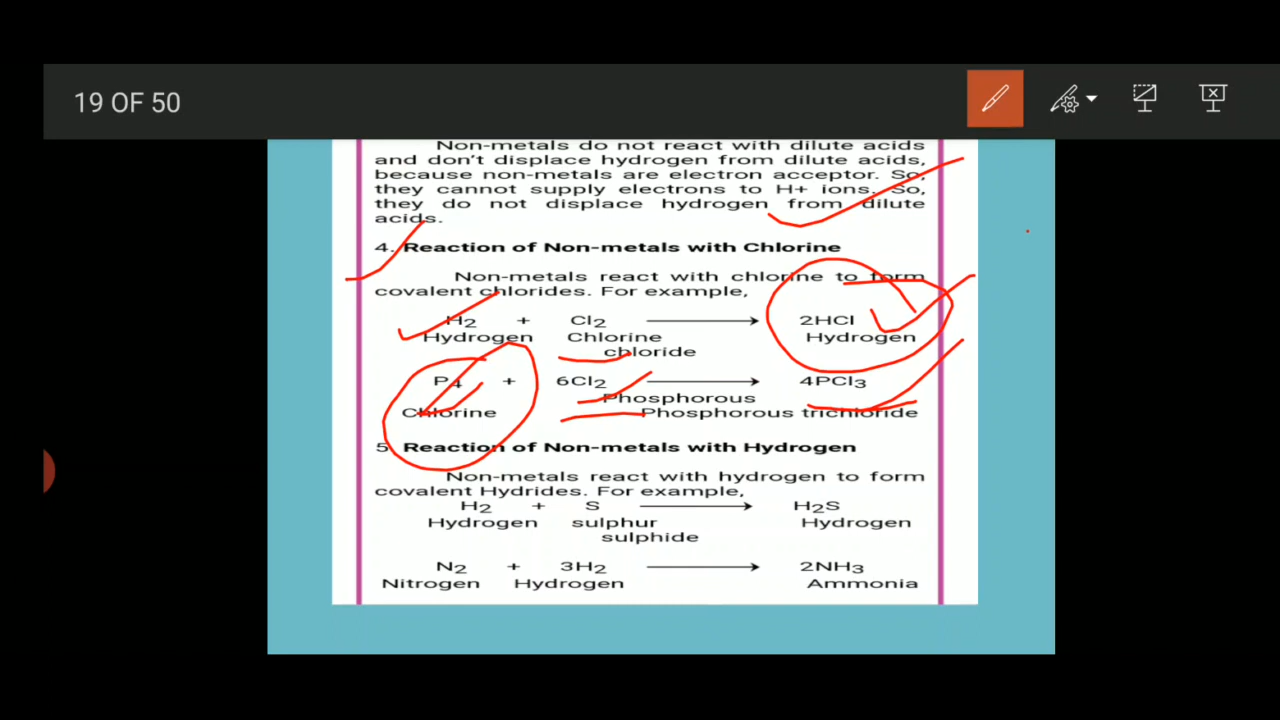 19 OF 50
Non-metals do not react with dilute acids
and don't displace hydrogen from dilute acids,
because non-metals are electron acceptor. So,
they cannot supply electrons to H+ ions. So,
they do not displace hydrogen from dilute
acids.
4. Reaction of Non-metals with Chlorine
Non-metals react with chlorine to form
covalent chlorides. For example,
H2 + Cl2 ⟶ 2HCl
Hydrogen Chlorine Hydrogen
chloride
P4 + 6Cl2 ⟶ 4PCl3
Phosphorous
Chlorine Phosphorous trichloride
5. Reaction of Non-metals with Hydrogen
Non-metals react with hydrogen to form
covalent Hydrides. For example,
H2 + S ⟶ H2S
Hydrogen sulphur Hydrogen
sulphide
N2 + 3H2 ⟶ 2NH3
Nitrogen Hydrogen Ammonia